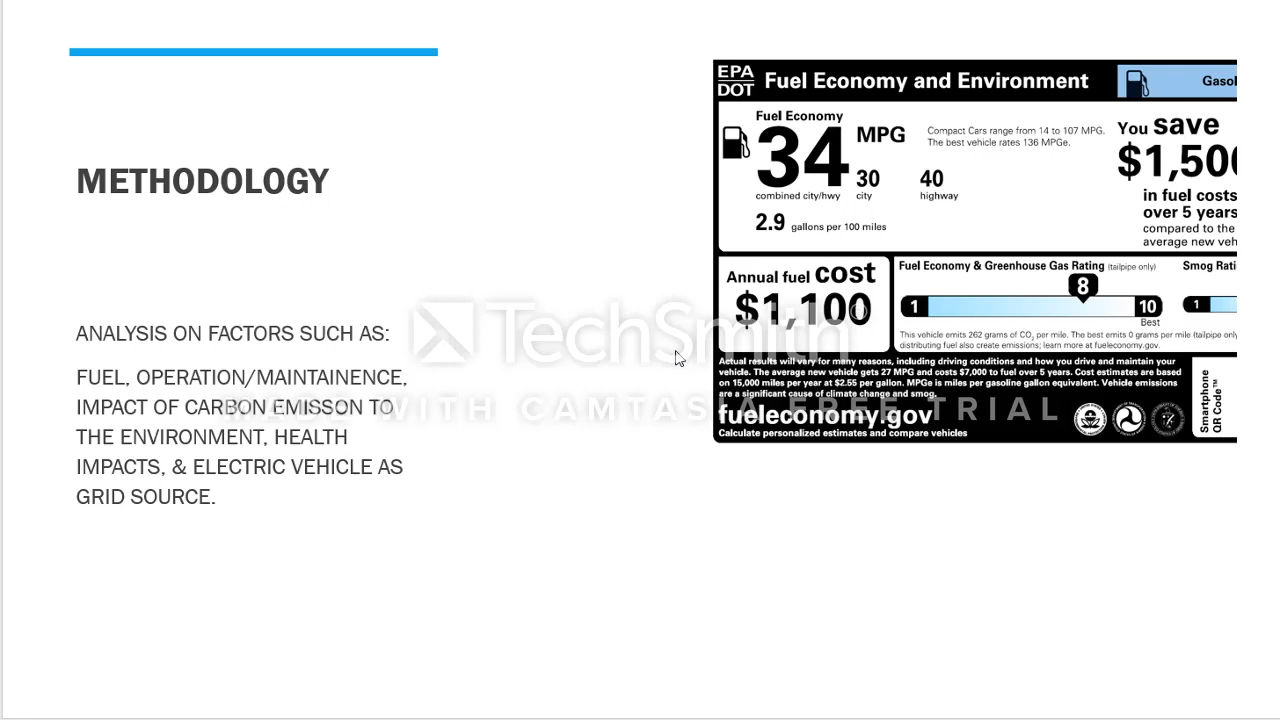 METHODOLOGY
ANALYSIS ON FACTORS SUCH AS:
FUEL, OPERATION/MAINTAINENCE,
IMPACT OF CARBON EMISSON TO
THE ENVIRONMENT, HEALTH
IMPACTS, & ELECTRIC VEHICLE AS
GRID SOURCE.
EPA
DOT
Fuel Economy and Environment
Fuel Economy
34 MPG
combined city/hwy
30
city
40
highway
2.9 gallons per 100 miles
Compact Cars range from 14 to 107 MPG.
The best vehicle rates 136 MPGe.
You save
in fuel costs
over 5 years
compared to the
average new
Annual fuel cost
$1,100
Fuel Economy & Greenhouse Gas Rating (tailpipe only)
8
1
10
Best
Smog
1
This vehicle emits 262 grams of CO2 per mile. The best emits 0 grams per mile (tailpipe
distributing fuel also create emissions; learn more at fueleconomy.gov.
Actual results will vary for many reasons, including driving conditions and how you drive and maintain your
vehicle. The average new vehicle gets 27 MPG and costs $7,000 to fuel over 5 years. Cost estimates are based
on 15,000 miles per year at $2.55 per gallon. MPGe is miles per gasoline gallon equivalent. Vehicle emissions
are a significant cause of climate change and smog.
fueleconomy.gov
Calculate personalized estimates and compare vehicles
Smartphone
QR Code™
TechSmith
MADE WITH CAMTASIA FREE TRIAL